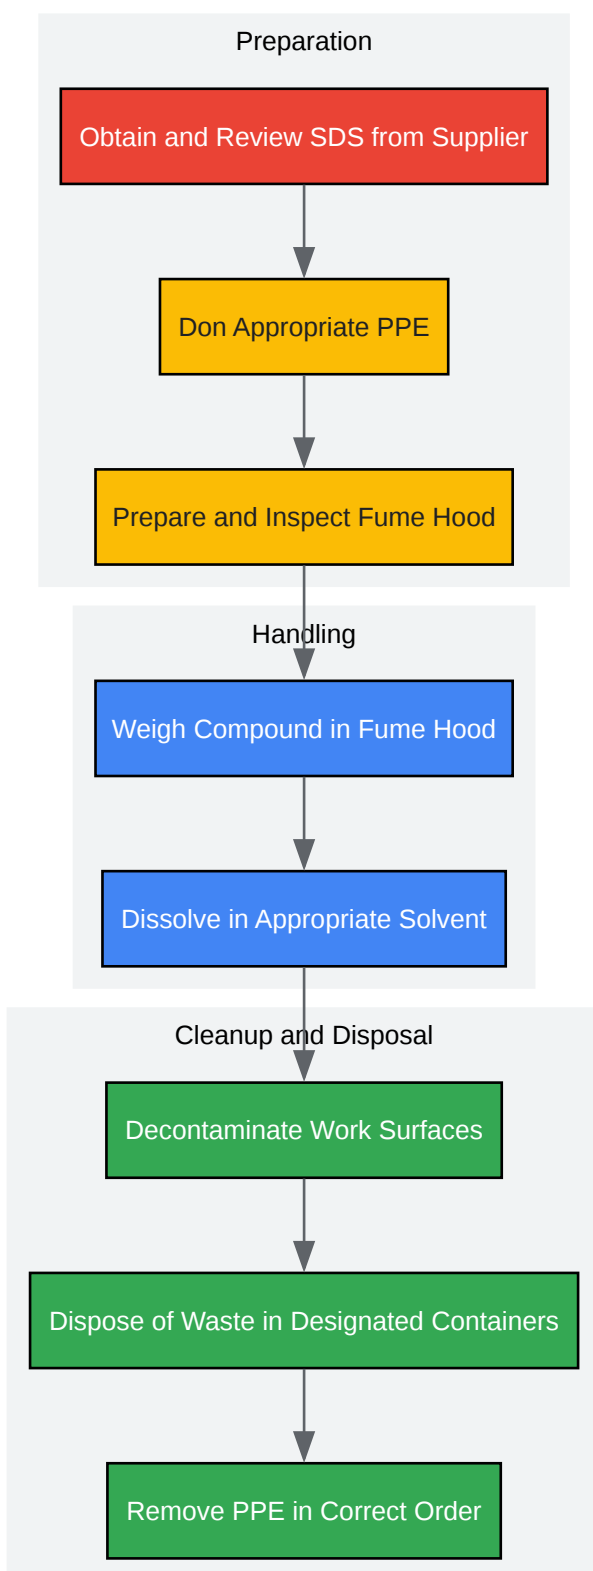 Preparation
Obtain and Review SDS from Supplier
Don Appropriate PPE
Prepare and Inspect Fume Hood
Handling
Weigh Compound in Fume Hood
Dissolve in Appropriate Solvent
Cleanup and Disposal
Decontaminate Work Surfaces
Dispose of Waste in Designated Containers
Remove PPE in Correct Order